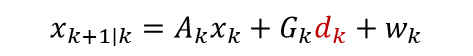 x_{k+1|k} = A_k x_k + G_k d_k + w_k